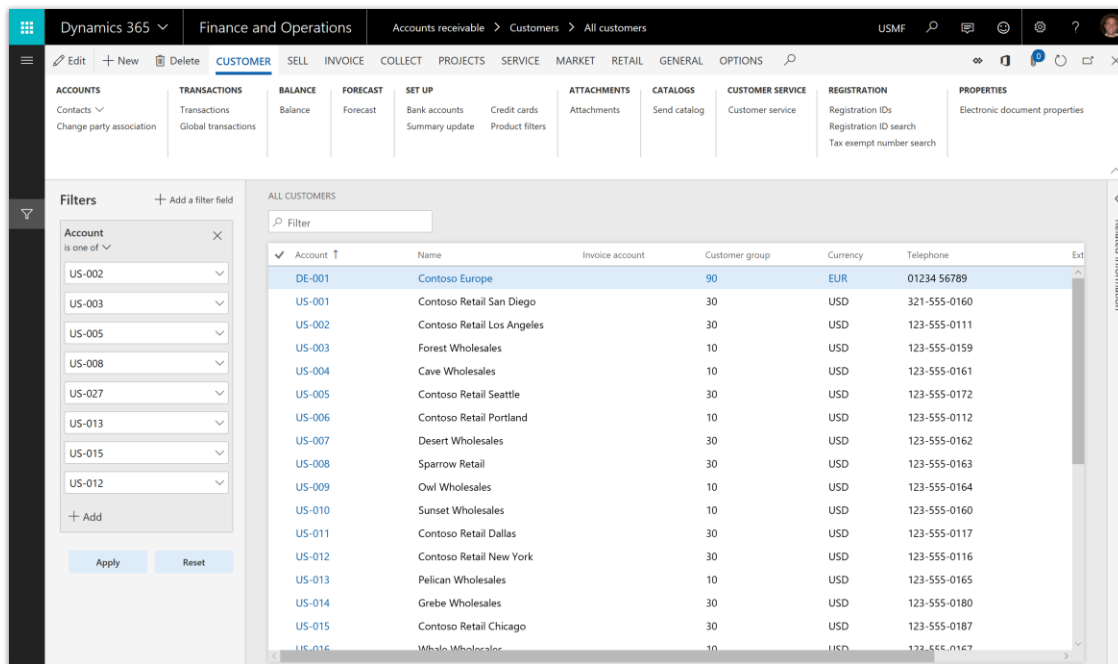 Dynamics 365 Finance and Operations Accounts receivable > Customers > All customers USMF ?
Edit + New Delete CUSTOMER SELL INVOICE COLLECT PROJECTS SERVICE MARKET RETAIL GENERAL OPTIONS 0
ACCOUNTS TRANSACTIONS BALANCE FORECAST SET UP ATTACHMENTS CATALOGS CUSTOMER SERVICE REGISTRATION PROPERTIES
Contacts Transactions Balance Forecast Bank accounts Credit cards Attachments Send catalog Customer service Registration IDs Electronic document properties
Change party association Global transactions Summary update Product filters Registration ID search
Tax exempt number search
Filters + Add a filter field
Account
is one of
US-002
US-003
US-005
US-008
US-027
US-013
US-015
US-012
+ Add
Apply Reset
ALL CUSTOMERS
Filter
Account ↑ Name Invoice account Customer group Currency Telephone Ext
DE-001 Contoso Europe 90 EUR 01234 56789
US-001 Contoso Retail San Diego 30 USD 321-555-0160
US-002 Contoso Retail Los Angeles 30 USD 123-555-0111
US-003 Forest Wholesales 10 USD 123-555-0159
US-004 Cave Wholesales 10 USD 123-555-0161
US-005 Contoso Retail Seattle 30 USD 123-555-0172
US-006 Contoso Retail Portland 10 USD 123-555-0112
US-007 Desert Wholesales 30 USD 123-555-0162
US-008 Sparrow Retail 30 USD 123-555-0163
US-009 Owl Wholesales 10 USD 123-555-0164
US-010 Sunset Wholesales 10 USD 123-555-0160
US-011 Contoso Retail Dallas 30 USD 123-555-0117
US-012 Contoso Retail New York 30 USD 123-555-0116
US-013 Pelican Wholesales 10 USD 123-555-0165
US-014 Grebe Wholesales 30 USD 123-555-0180
US-015 Contoso Retail Chicago 30 USD 123-555-0187
US-016 Whale Wholesales 10 USD 123-555-0167
Related information